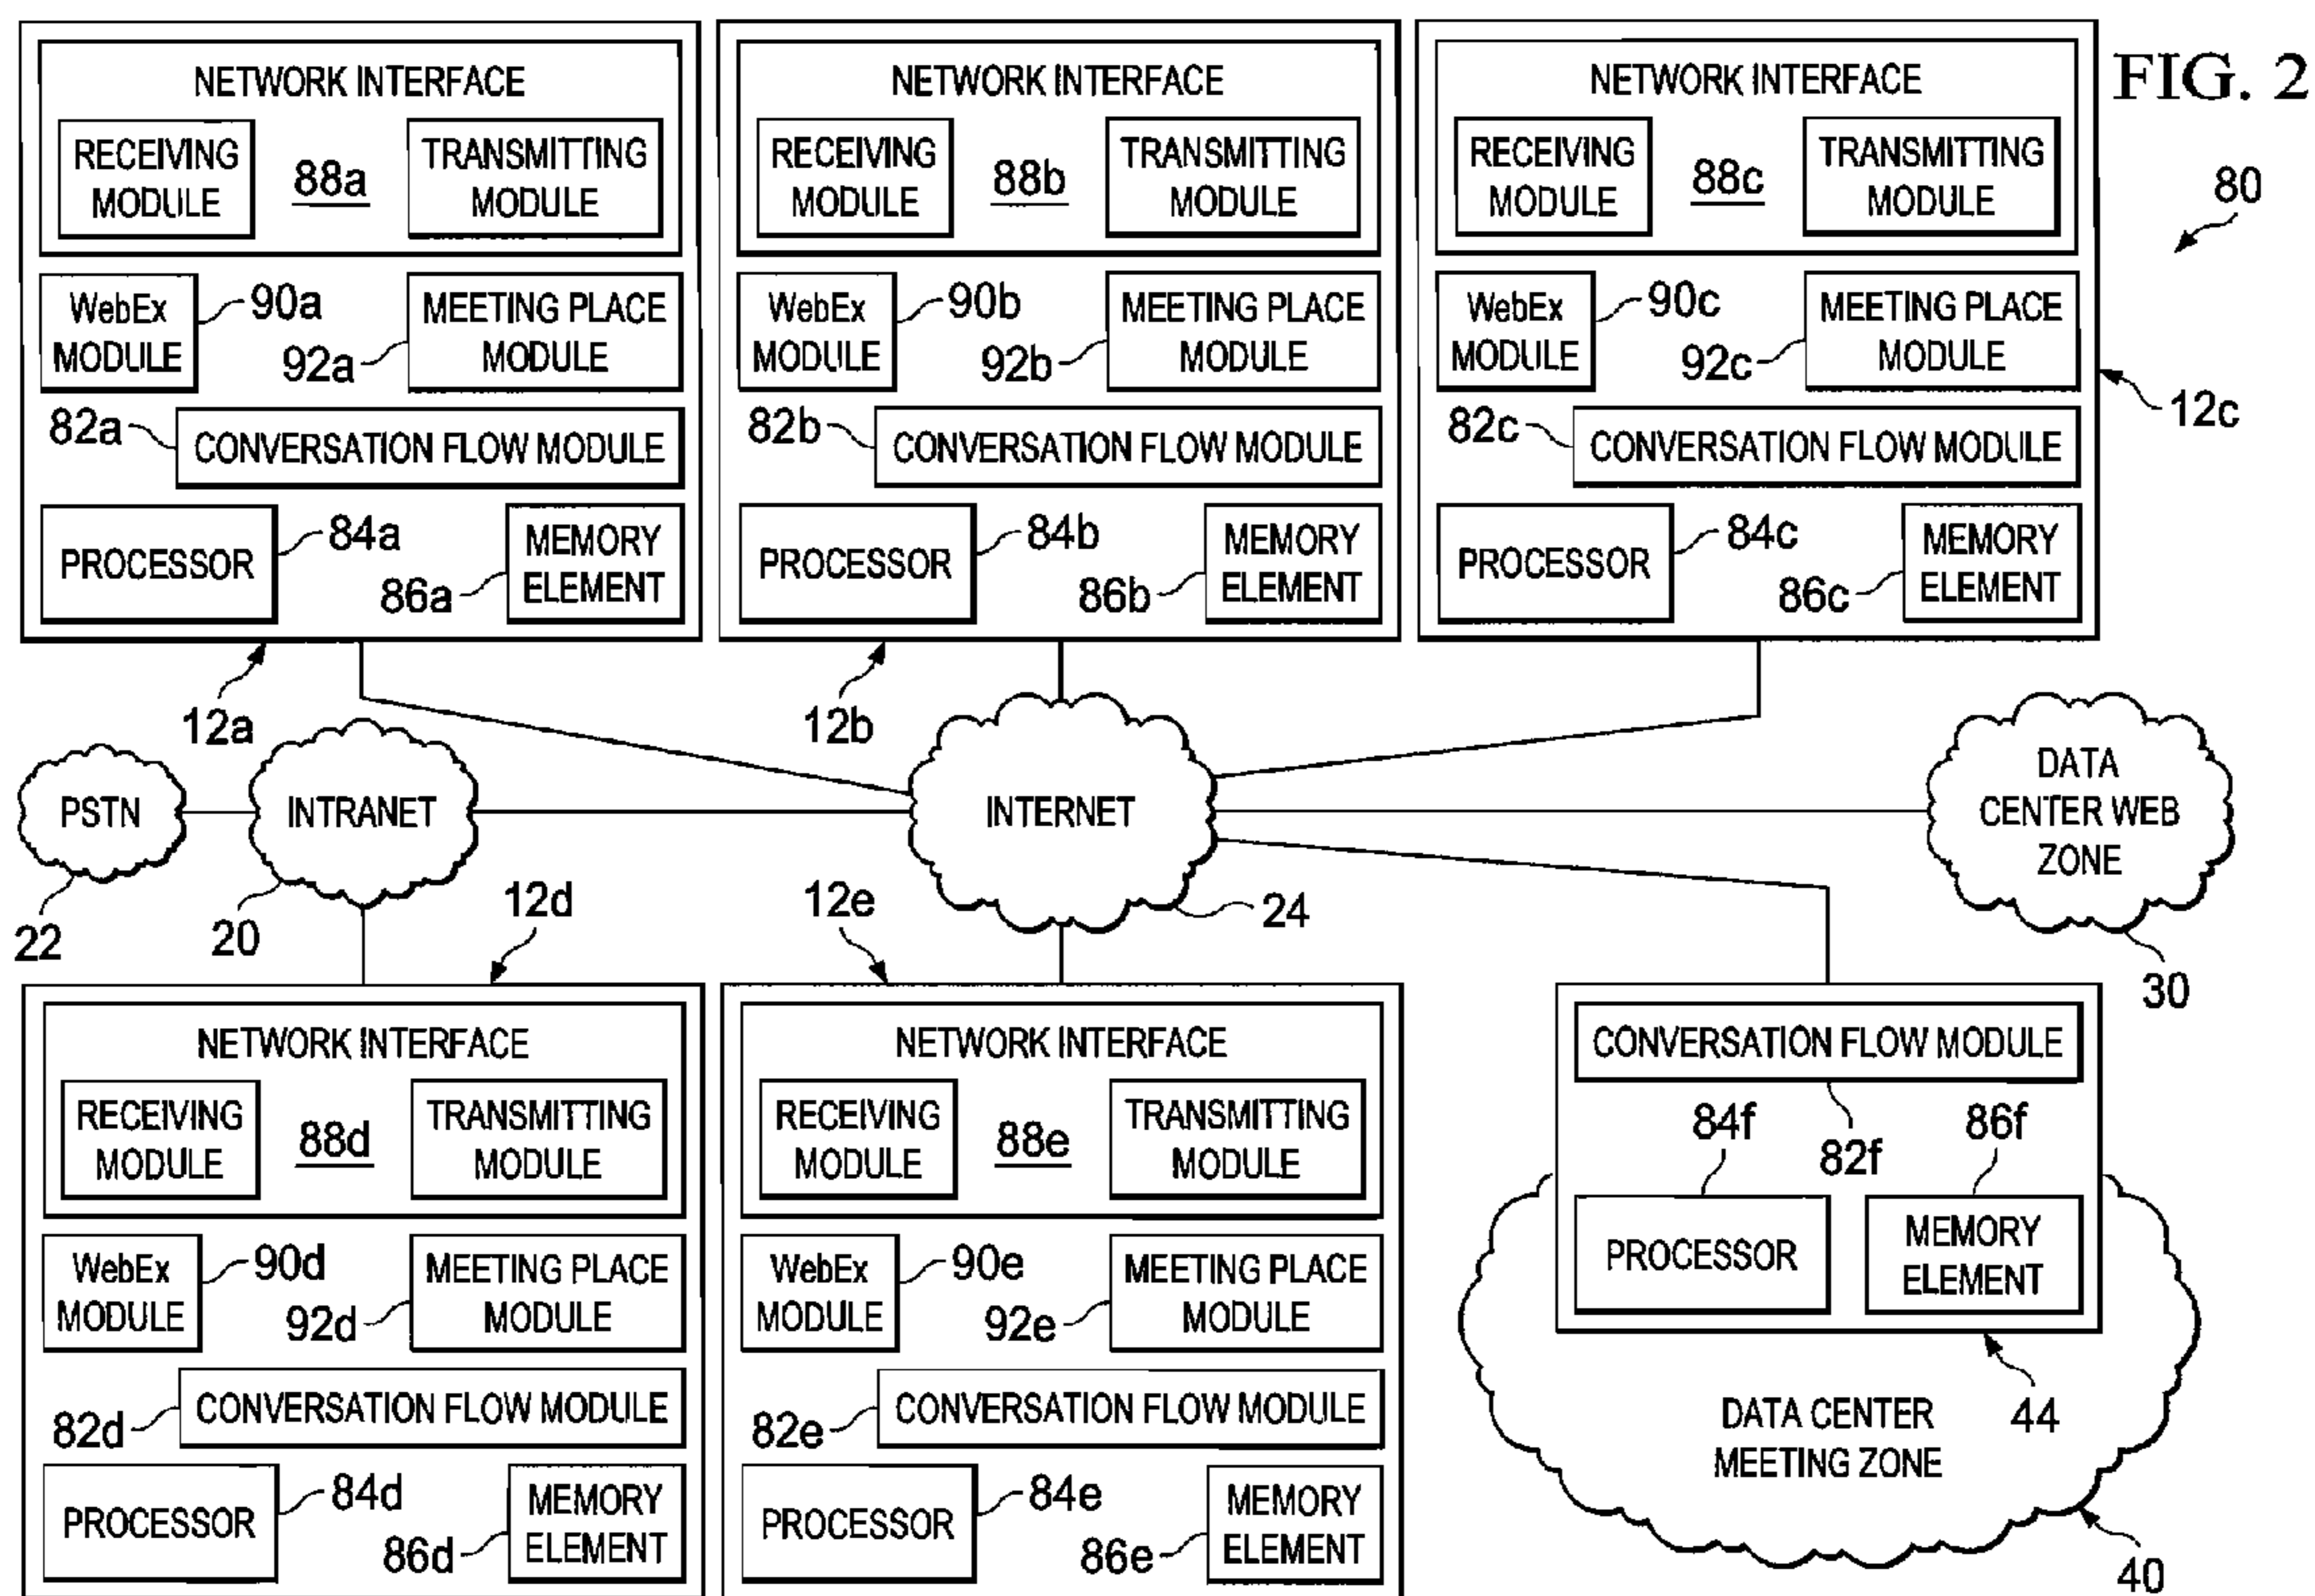 FIG. 2
80
NETWORK INTERFACE
RECEIVING
MODULE
88a
TRANSMITTING
MODULE
WebEx
MODULE
90a
92a
MEETING PLACE
MODULE
82a
CONVERSATION FLOW MODULE
PROCESSOR
84a
86a
MEMORY
ELEMENT
12a
NETWORK INTERFACE
RECEIVING
MODULE
88b
TRANSMITTING
MODULE
WebEx
MODULE
90b
92b
MEETING PLACE
MODULE
82b
CONVERSATION FLOW MODULE
PROCESSOR
84b
86b
MEMORY
ELEMENT
12b
NETWORK INTERFACE
RECEIVING
MODULE
88c
TRANSMITTING
MODULE
WebEx
MODULE
90c
92c
MEETING PLACE
MODULE
82c
CONVERSATION FLOW MODULE
PROCESSOR
84c
86c
MEMORY
ELEMENT
12c
PSTN
22
INTRANET
20
INTERNET
24
DATA
CENTER WEB
ZONE
30
12d
NETWORK INTERFACE
RECEIVING
MODULE
88d
TRANSMITTING
MODULE
WebEx
MODULE
90d
92d
MEETING PLACE
MODULE
82d
CONVERSATION FLOW MODULE
PROCESSOR
84d
86d
MEMORY
ELEMENT
12e
NETWORK INTERFACE
RECEIVING
MODULE
88e
TRANSMITTING
MODULE
WebEx
MODULE
90e
92e
MEETING PLACE
MODULE
82e
CONVERSATION FLOW MODULE
PROCESSOR
84e
86e
MEMORY
ELEMENT
CONVERSATION FLOW MODULE
84f
82f
86f
PROCESSOR
MEMORY
ELEMENT
44
DATA CENTER
MEETING ZONE
40